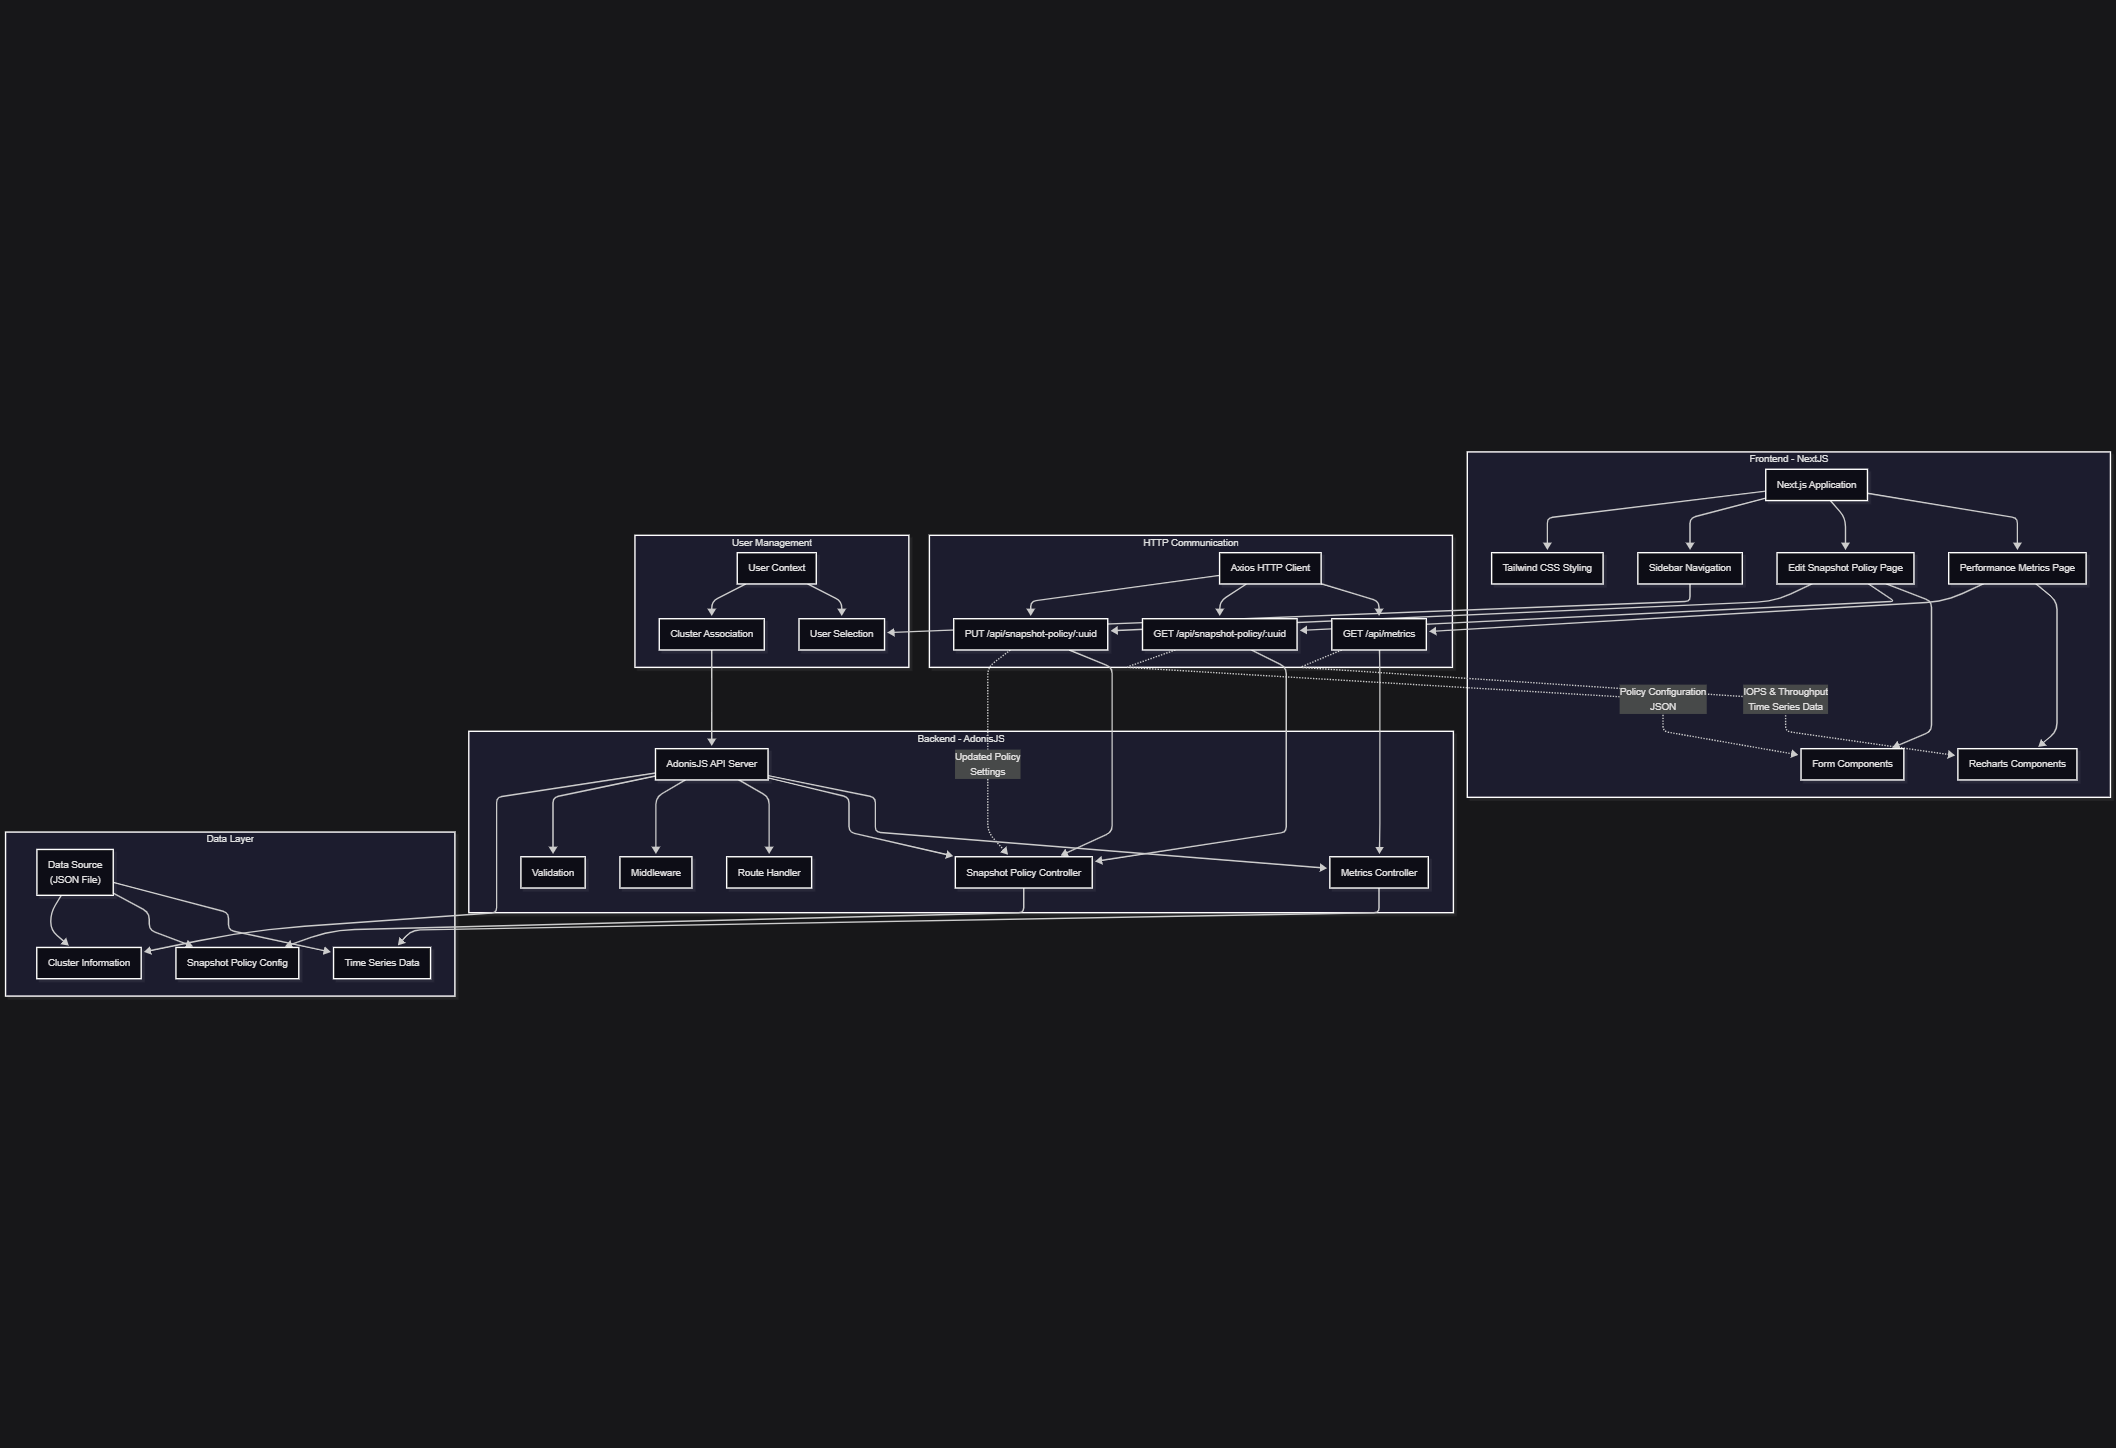 Frontend - NextJS
Next.js Application
Tailwind CSS Styling
Sidebar Navigation
Edit Snapshot Policy Page
Performance Metrics Page
Policy Configuration
JSON
IOPS & Throughput
Time Series Data
Form Components
Recharts Components
User Management
User Context
Cluster Association
User Selection
HTTP Communication
Axios HTTP Client
PUT /api/snapshot-policy/:uuid
GET /api/snapshot-policy/:uuid
GET /api/metrics
Backend - AdonisJS
AdonisJS API Server
Updated Policy
Settings
Validation
Middleware
Route Handler
Snapshot Policy Controller
Metrics Controller
Data Layer
Data Source
(JSON File)
Cluster Information
Snapshot Policy Config
Time Series Data